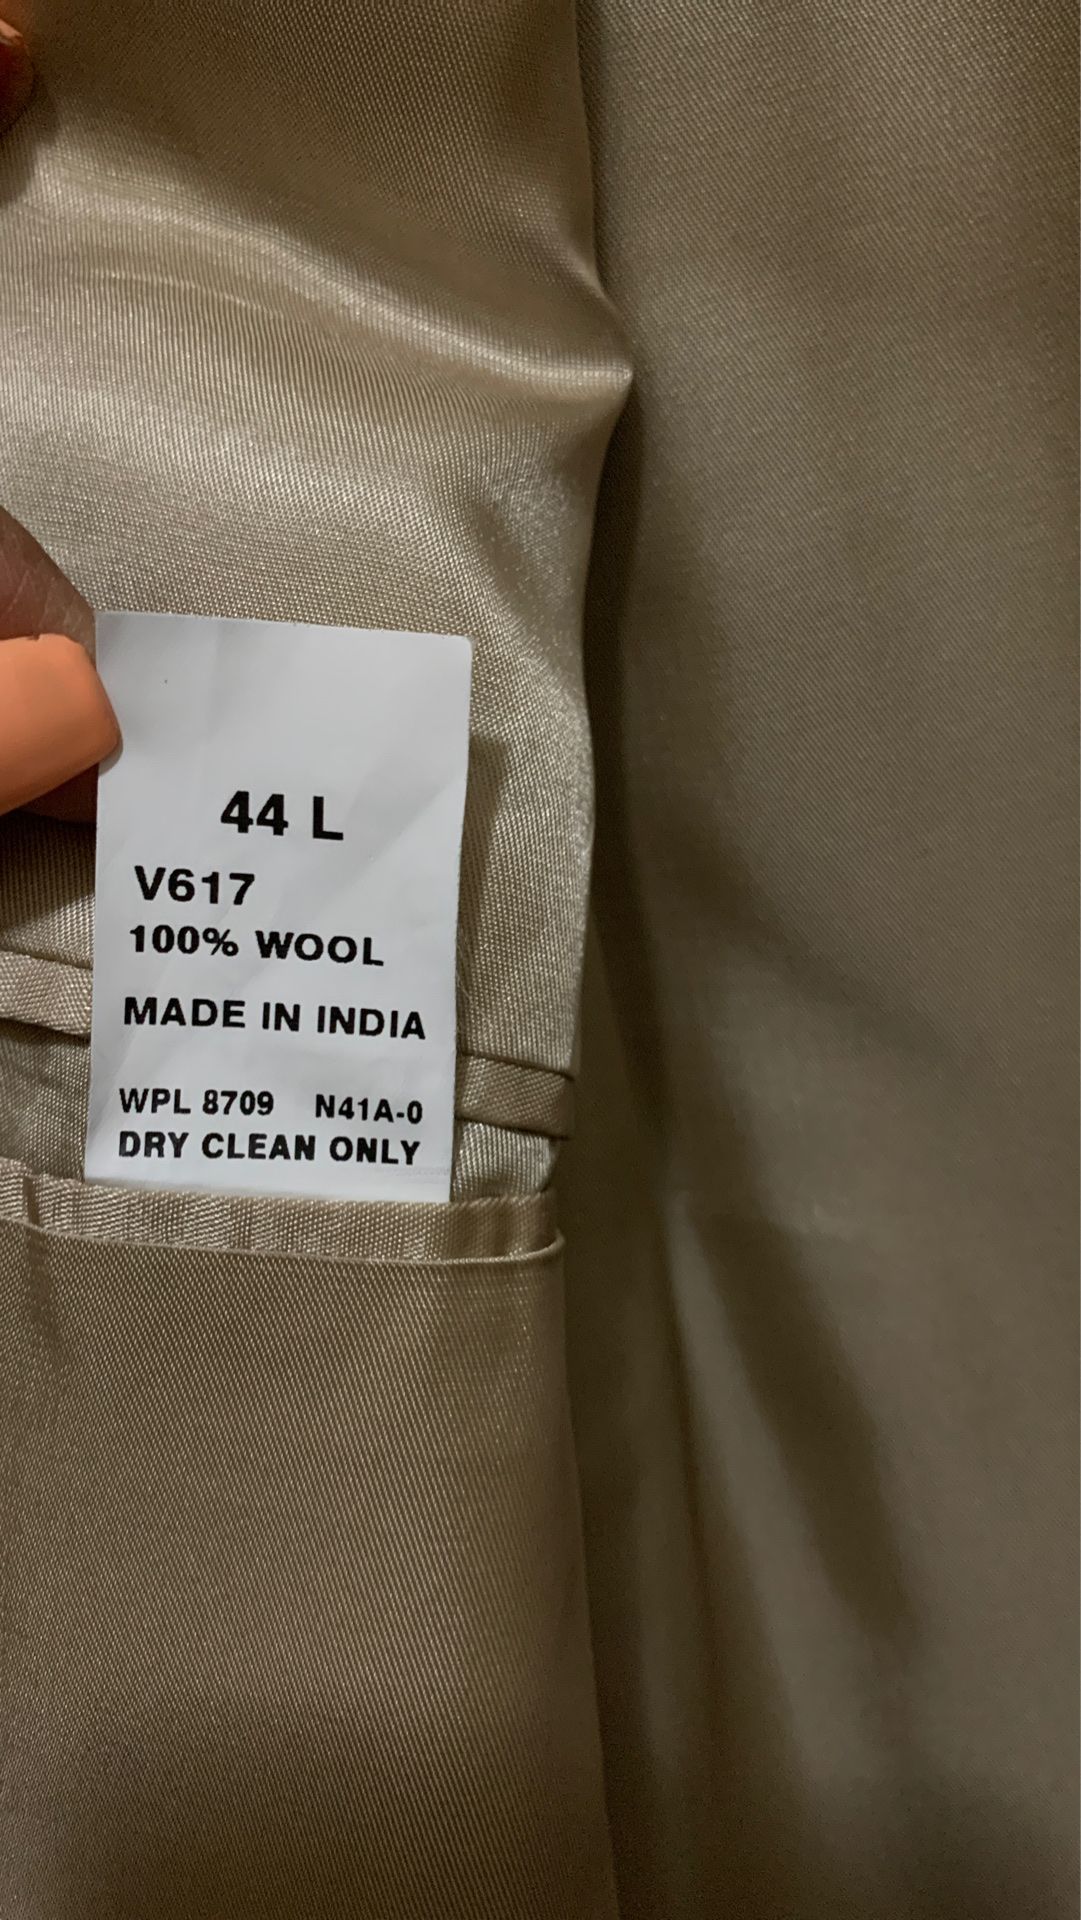 44 L
V617
100% WOOL
MADE IN INDIA
WPL 8709 N41A-0
DRY CLEAN ONLY